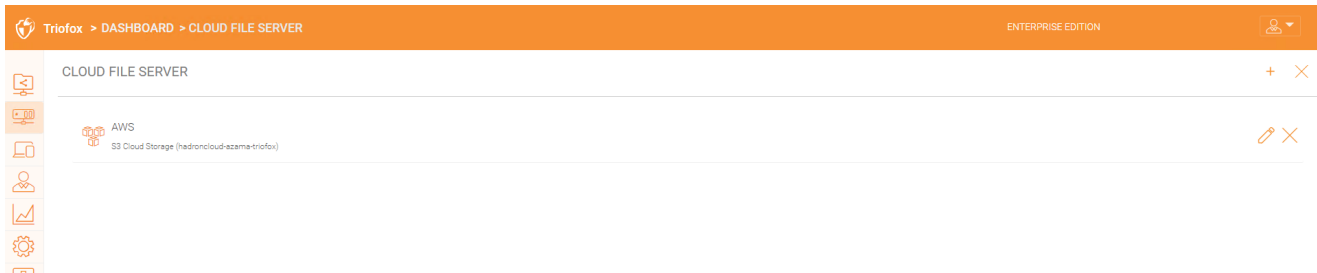 Triofox > DASHBOARD > CLOUD FILE SERVER
ENTERPRISE EDITION
CLOUD FILE SERVER
AWS
S3 Cloud Storage (hadroncloud-azama-triofox)